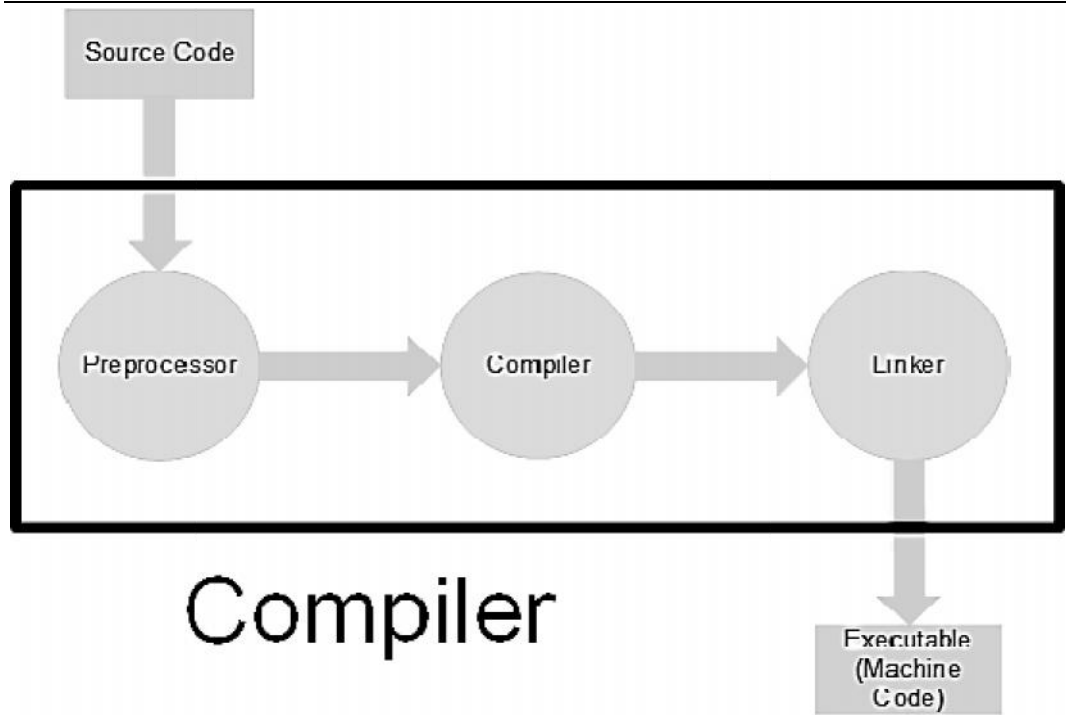 Source Code
Preprocessor
Compiler
Linker
Compiler
Executable
(Machine
Code)